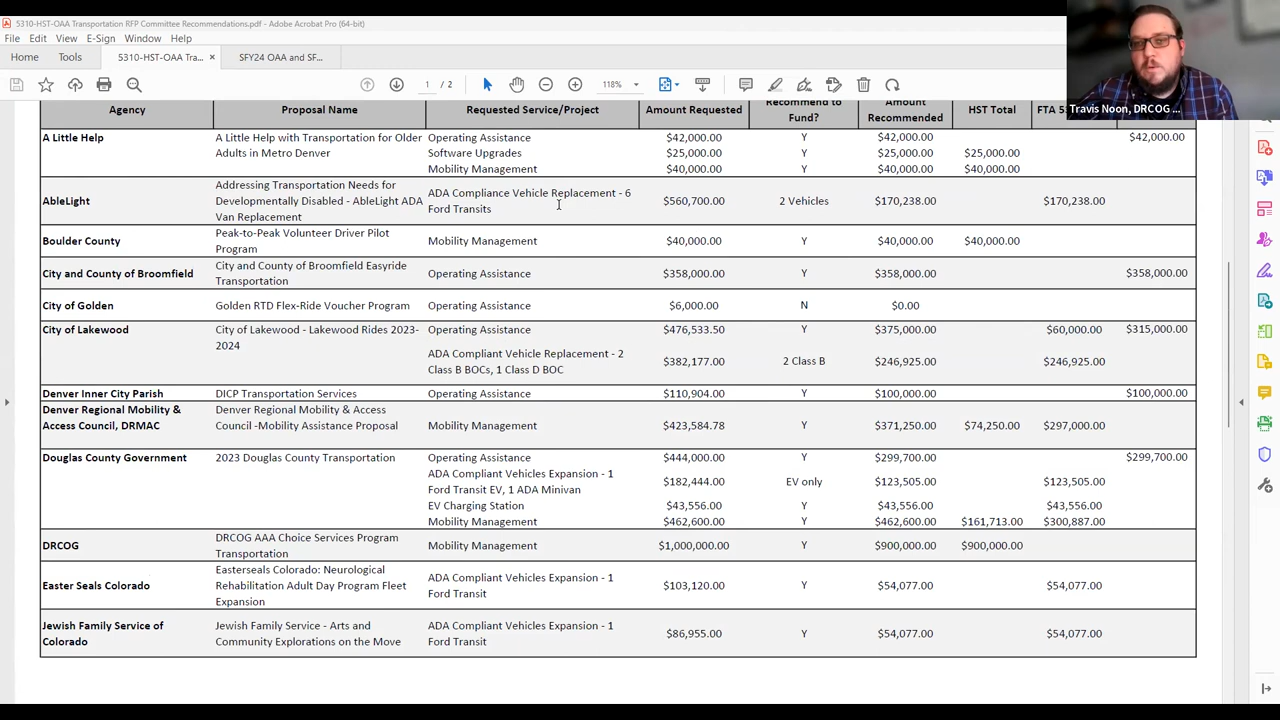 5310-HST-OAA Transportation RFP Committee Recommendations.pdf - Adobe Acrobat Pro (64-bit)
File Edit View E-Sign Window Help
Home Tools 5310-HST-OAA Tra... × SFY24 OAA and SF...
1 / 2 118%
Travis Noon, DRCOG ...
Agency Proposal Name Requested Service/Project Amount Requested Recommend to Fund? Amount Recommended HST Total FTA
A Little Help A Little Help with Transportation for Older Operating Assistance $42,000.00 Y $42,000.00 $42,000.00
Adults in Metro Denver Software Upgrades $25,000.00 Y $25,000.00 $25,000.00
Mobility Management $40,000.00 Y $40,000.00 $40,000.00
Addressing Transportation Needs for
AbleLight Developmentally Disabled - AbleLight ADA ADA Compliance Vehicle Replacement - 6 $560,700.00 2 Vehicles $170,238.00 $170,238.00
Van Replacement Ford Transits
Boulder County Peak-to-Peak Volunteer Driver Pilot Mobility Management $40,000.00 Y $40,000.00 $40,000.00
Program
City and County of Broomfield City and County of Broomfield Easyride Operating Assistance $358,000.00 Y $358,000.00 $358,000.00
Transportation
City of Golden Golden RTD Flex-Ride Voucher Program Operating Assistance $6,000.00 N $0.00
City of Lakewood City of Lakewood - Lakewood Rides 2023- Operating Assistance $476,533.50 Y $375,000.00 $60,000.00 $315,000.00
2024
ADA Compliant Vehicle Replacement - 2 $382,177.00 2 Class B $246,925.00 $246,925.00
Class B BOCs, 1 Class D BOC
Denver Inner City Parish DICP Transportation Services Operating Assistance $110,904.00 Y $100,000.00 $100,000.00
Denver Regional Mobility & Denver Regional Mobility & Access
Access Council, DRMAC Council -Mobility Assistance Proposal Mobility Management $423,584.78 Y $371,250.00 $74,250.00 $297,000.00
Douglas County Government 2023 Douglas County Transportation Operating Assistance $444,000.00 Y $299,700.00 $299,700.00
ADA Compliant Vehicles Expansion - 1 $182,444.00 EV only $123,505.00 $123,505.00
Ford Transit EV, 1 ADA Minivan
EV Charging Station $43,556.00 Y $43,556.00 $43,556.00
Mobility Management $462,600.00 Y $462,600.00 $161,713.00 $300,887.00
DRCOG DRCOG AAA Choice Services Program Mobility Management $1,000,000.00 Y $900,000.00 $900,000.00
Transportation
Easterseals Colorado: Neurological
Easter Seals Colorado Rehabilitation Adult Day Program Fleet ADA Compliant Vehicles Expansion - 1 $103,120.00 Y $54,077.00 $54,077.00
Expansion Ford Transit
Jewish Family Service of Jewish Family Service - Arts and ADA Compliant Vehicles Expansion - 1 $86,955.00 Y $54,077.00 $54,077.00
Colorado Community Explorations on the Move Ford Transit